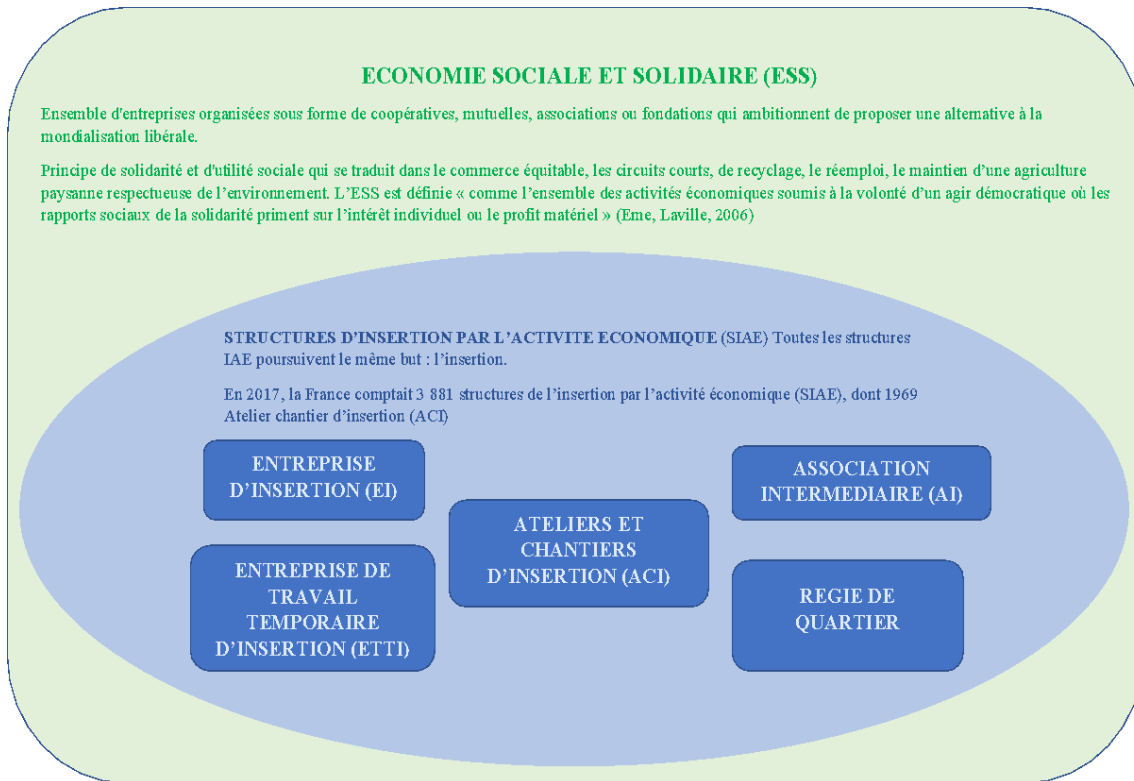 ECONOMIE SOCIALE ET SOLIDAIRE (ESS)
Ensemble d'entreprises organisées sous forme de coopératives, mutuelles, associations ou fondations qui ambitionnent de proposer une alternative à la
mondialisation libérale.
Principe de solidarité et d'utilité sociale qui se traduit dans le commerce équitable, les circuits courts, de recyclage, le réemploi, le maintien d’une agriculture
paysanne respectueuse de l’environnement. L’ESS est définie « comme l’ensemble des activités économiques soumis à la volonté d’un agir démocratique où les
rapports sociaux de la solidarité priment sur l’intérêt individuel ou le profit matériel » (Eme, Laville, 2006)
STRUCTURES D’INSERTION PAR L’ACTIVITE ECONOMIQUE (SIAE) Toutes les structures
IAE poursuivent le même but : l’insertion.
En 2017, la France comptait 3 881 structures de l’insertion par l’activité économique (SIAE), dont 1969
Atelier chantier d’insertion (ACI)
ENTREPRISE
D’INSERTION (EI)
ASSOCIATION
INTERMEDIAIRE (AI)
ATELIERS ET
CHANTIERS
D’INSERTION (ACI)
ENTREPRISE DE
TRAVAIL
TEMPORAIRE
D’INSERTION (ETTI)
REGIE DE
QUARTIER